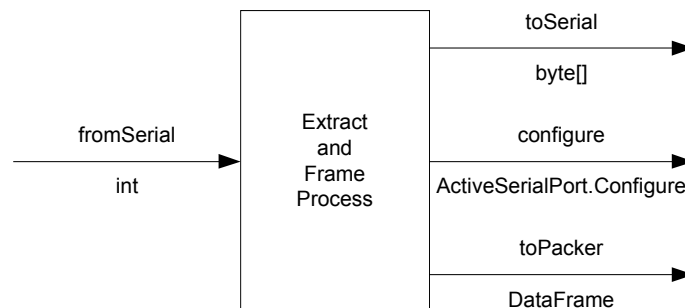 fromSerial
int
Extract
and
Frame
Process
toSerial
byte[]
configure
ActiveSerialPort.Configure
toPacker
DataFrame